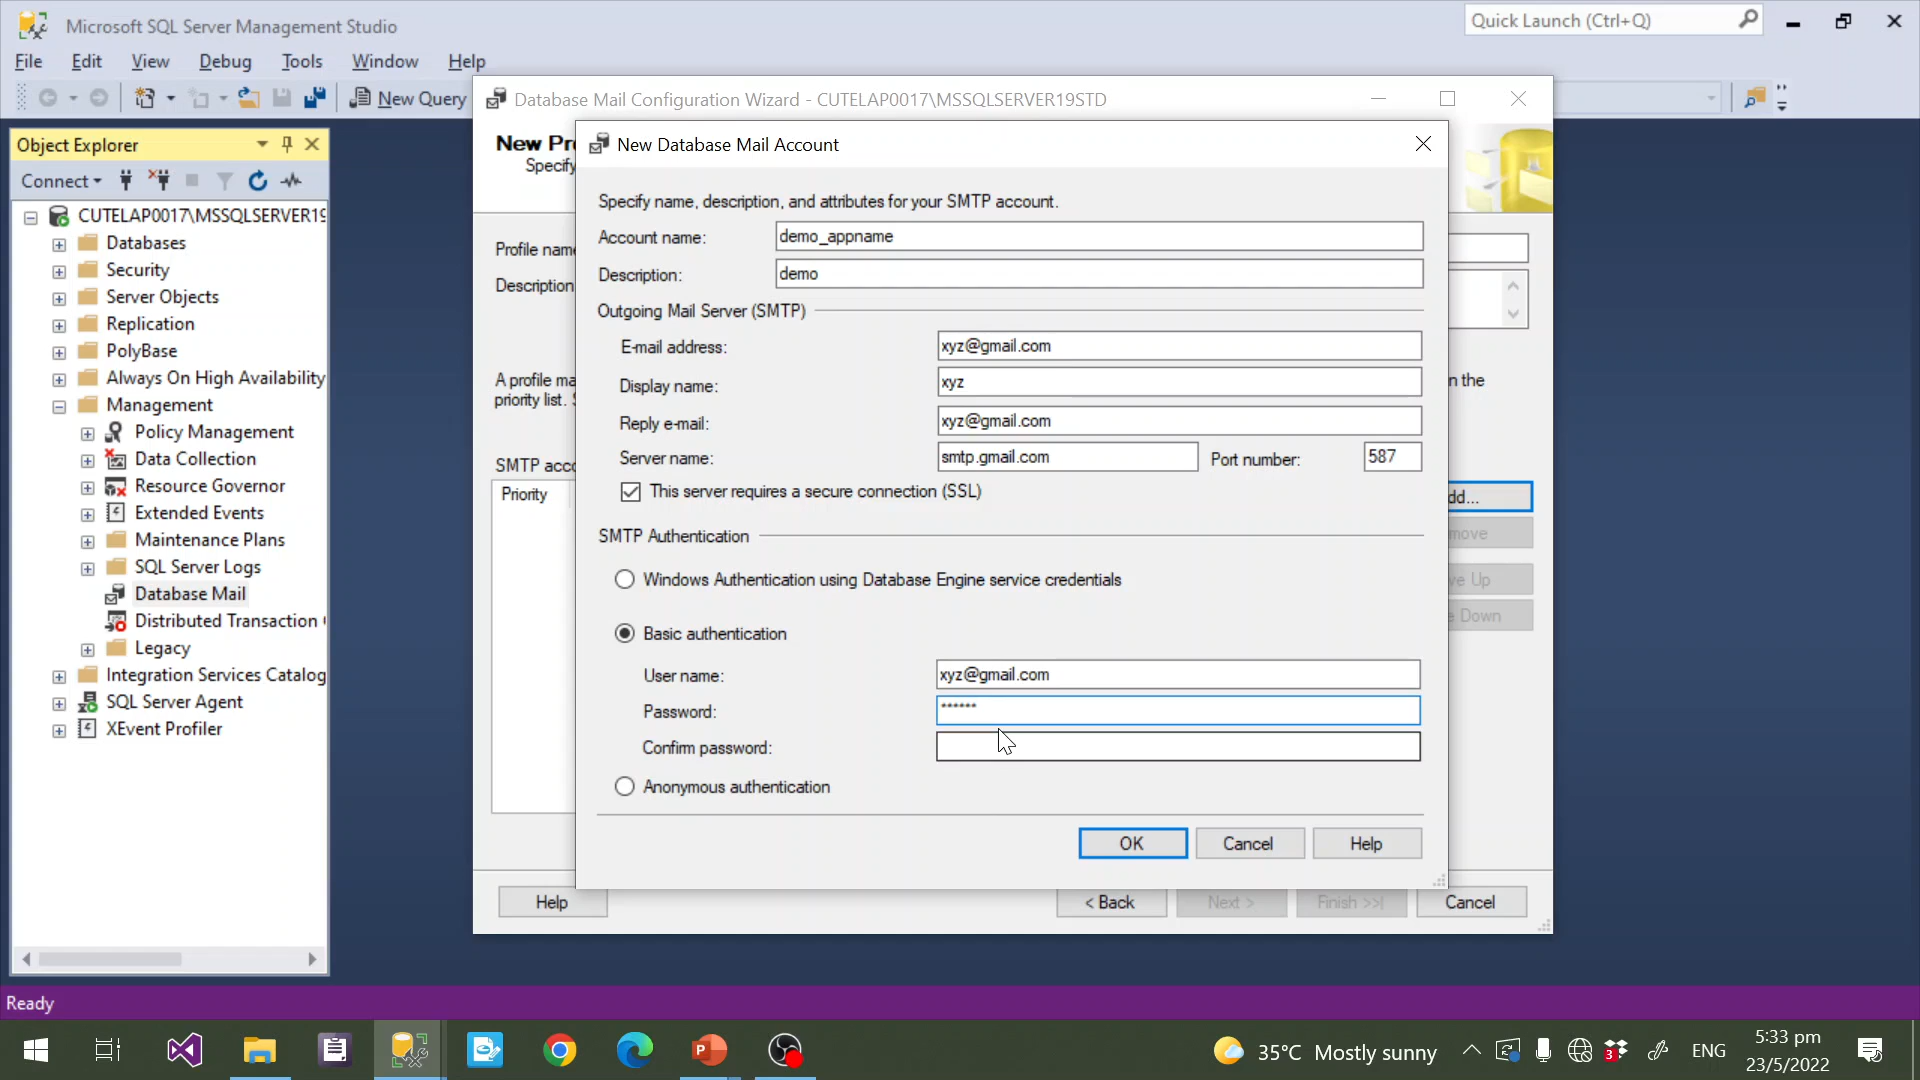 Microsoft SQL Server Management Studio
Quick Launch (Ctrl+Q)
File Edit View Debug Tools Window Help
New Query
Object Explorer
Connect
CUTELAP0017\MSSQLSERVER19
Databases
Security
Server Objects
Replication
PolyBase
Always On High Availability
Management
Policy Management
Data Collection
Resource Governor
Extended Events
Maintenance Plans
SQL Server Logs
Database Mail
Distributed Transaction
Legacy
Integration Services Catalog
SQL Server Agent
XEvent Profiler
Database Mail Configuration Wizard - CUTELAP0017\MSSQLSERVER19STD
New Pr
Specify
Profile name
Description
A profile ma
n the
priority list.
SMTP acco
Priority
dd...
move
ve Up
e Down
Help
< Back
Next >
Finish >>|
Cancel
New Database Mail Account
Specify name, description, and attributes for your SMTP account.
Account name: demo_appname
Description: demo
Outgoing Mail Server (SMTP)
E-mail address: xyz@gmail.com
Display name: xyz
Reply e-mail: xyz@gmail.com
Server name: smtp.gmail.com Port number: 587
This server requires a secure connection (SSL)
SMTP Authentication
Windows Authentication using Database Engine service credentials
Basic authentication
User name: xyz@gmail.com
Password: ******
Confirm password:
Anonymous authentication
OK Cancel Help
Ready
35°C Mostly sunny
3
ENG
5:33 pm
23/5/2022